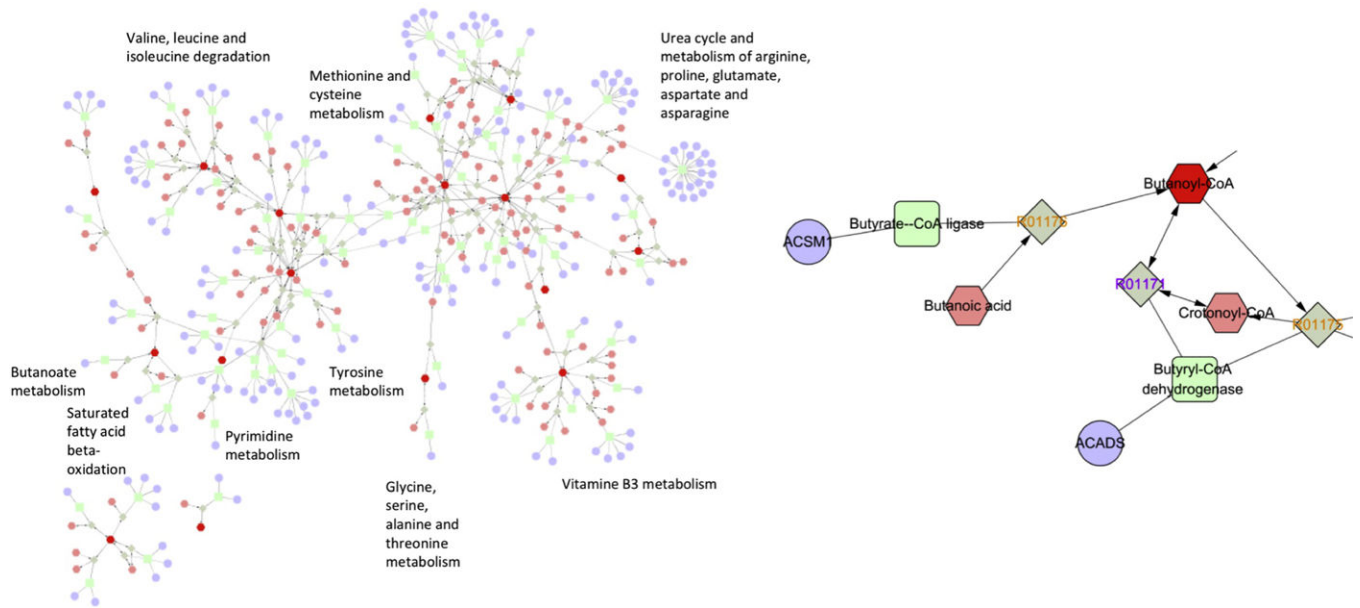 Valine, leucine and
isoleucine degradation
Methionine and
cysteine
metabolism
Urea cycle and
metabolism of arginine,
proline, glutamate,
aspartate and
asparagine
Butanoate
metabolism
Saturated
fatty acid
beta-
oxidation
Pyrimidine
metabolism
Tyrosine
metabolism
Glycine,
serine,
alanine and
threonine
metabolism
Vitamine B3 metabolism
Butanoyl-CoA
Butyrate--CoA ligase
R01176
ACSM1
Butanoic acid
R01171
Crotonoyl-CoA
R01175
Butyryl-CoA
dehydrogenase
ACADS